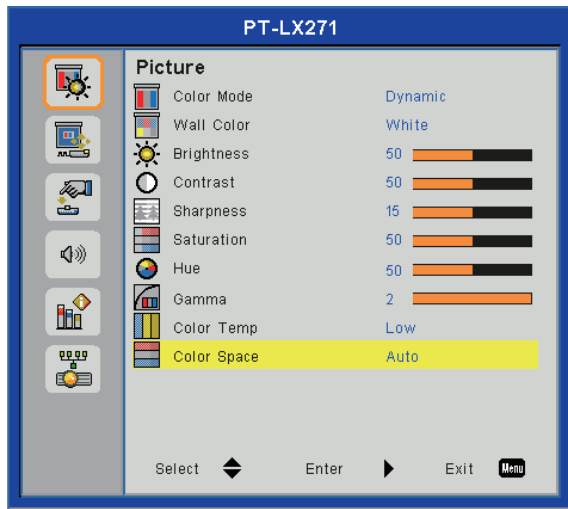 PT-LX271
Picture
Color Mode Dynamic
Wall Color White
Brightness 50
Contrast 50
Sharpness 15
Saturation 50
Hue 50
Gamma 2
Color Temp Low
Color Space Auto
Select Enter Exit Menu